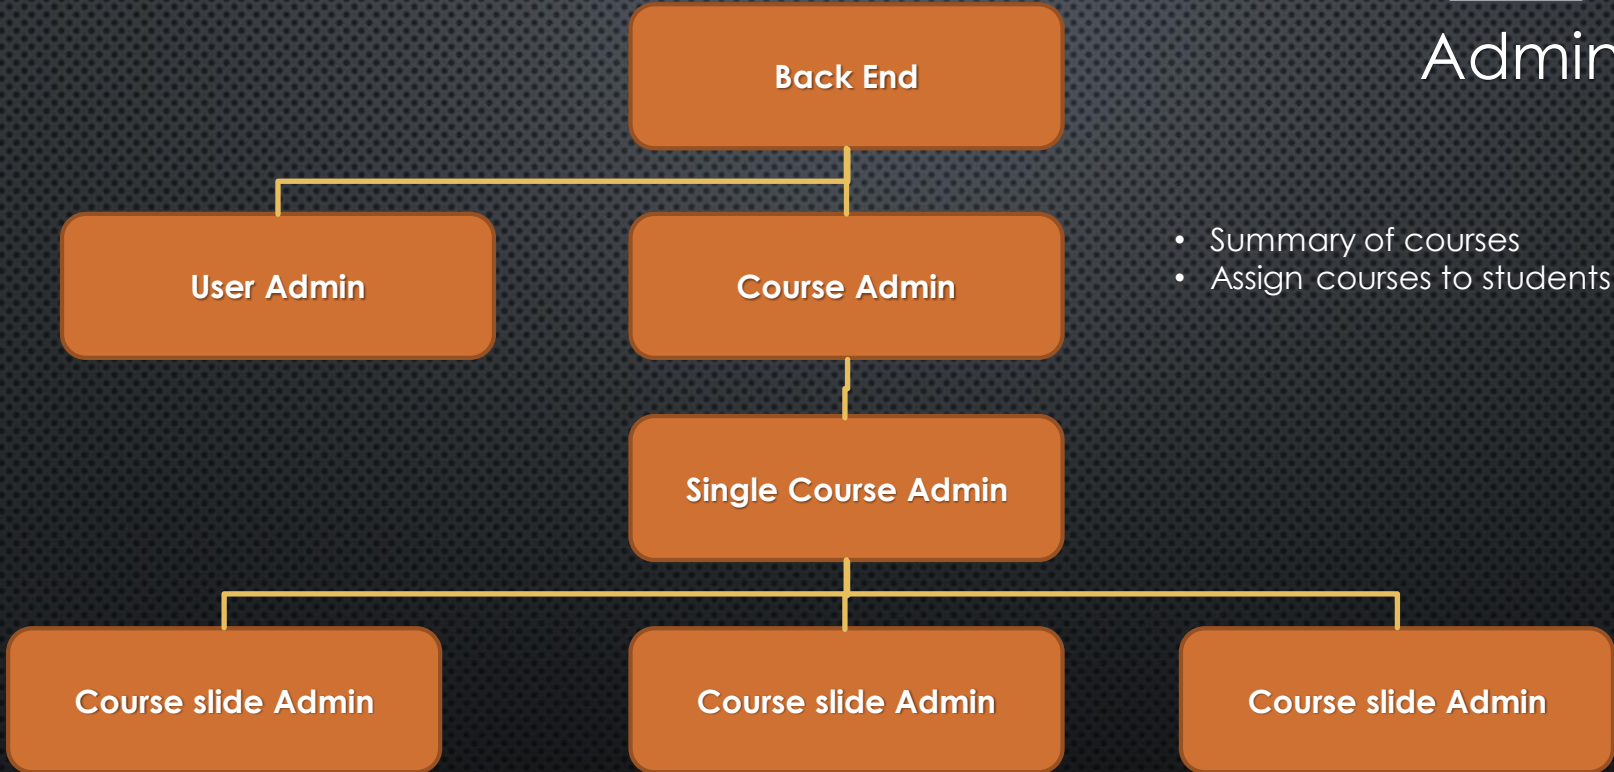 Admin
Back End
User Admin
Course Admin
• Summary of courses
• Assign courses to students
Single Course Admin
Course slide Admin
Course slide Admin
Course slide Admin